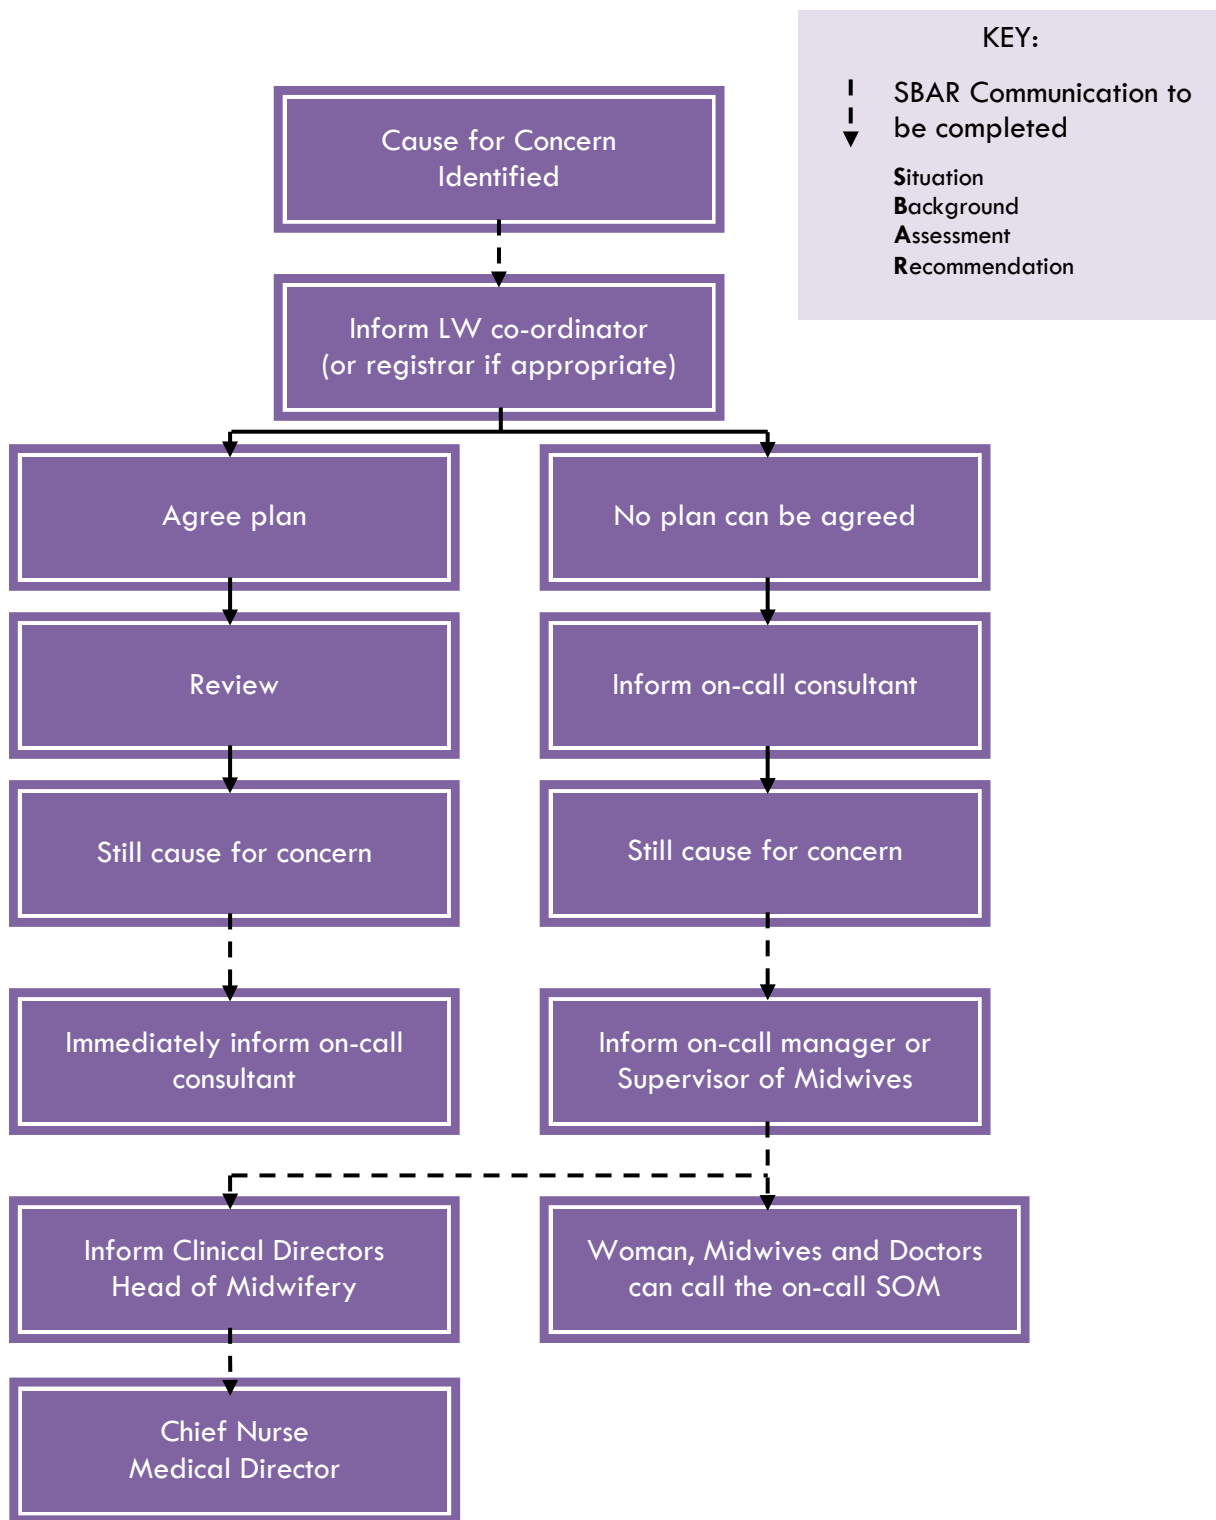 KEY:
SBAR Communication to
be completed
Situation
Background
Assessment
Recommendation
Cause for Concern
Identified
Inform LW co-ordinator
(or registrar if appropriate)
Agree plan
No plan can be agreed
Review
Inform on-call consultant
Still cause for concern
Still cause for concern
Immediately inform on-call
consultant
Inform on-call manager or
Supervisor of Midwives
Inform Clinical Directors
Head of Midwifery
Woman, Midwives and Doctors
can call the on-call SOM
Chief Nurse
Medical Director